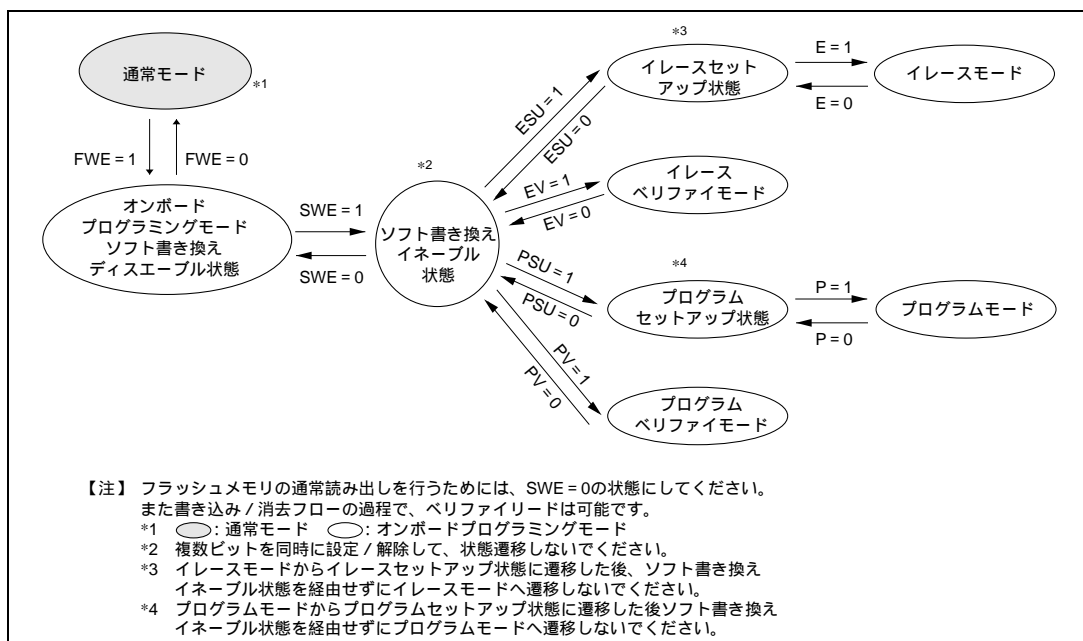 通常モード
*1
FWE = 1
FWE = 0
オンボード
プログラミングモード
ソフト書き換え
ディスエーブル状態
SWE = 1
SWE = 0
*2
ソフト書き換え
イネーブル
状態
ESU = 1
ESU = 0
*3
イレースセット
アップ状態
E = 1
E = 0
イレースモード
EV = 1
EV = 0
イレース
ベリファイモード
PSU = 1
PSU = 0
*4
プログラム
セットアップ状態
P = 1
P = 0
プログラムモード
PV = 1
PV = 0
プログラム
ベリファイモード
【注】 フラッシュメモリの通常読み出しを行うためには、SWE = 0の状態にしてください。
また書き込み / 消去フローの過程で、ベリファイリードは可能です。
*1 : 通常モード : オンボードプログラミングモード
*2 複数ビットを同時に設定 / 解除して、状態遷移しないでください。
*3 イレースモードからイレースセットアップ状態に遷移した後、ソフト書き換え
イネーブル状態を経由せずにイレースモードへ遷移しないでください。
*4 プログラムモードからプログラムセットアップ状態に遷移した後ソフト書き換え
イネーブル状態を経由せずにプログラムモードへ遷移しないでください。